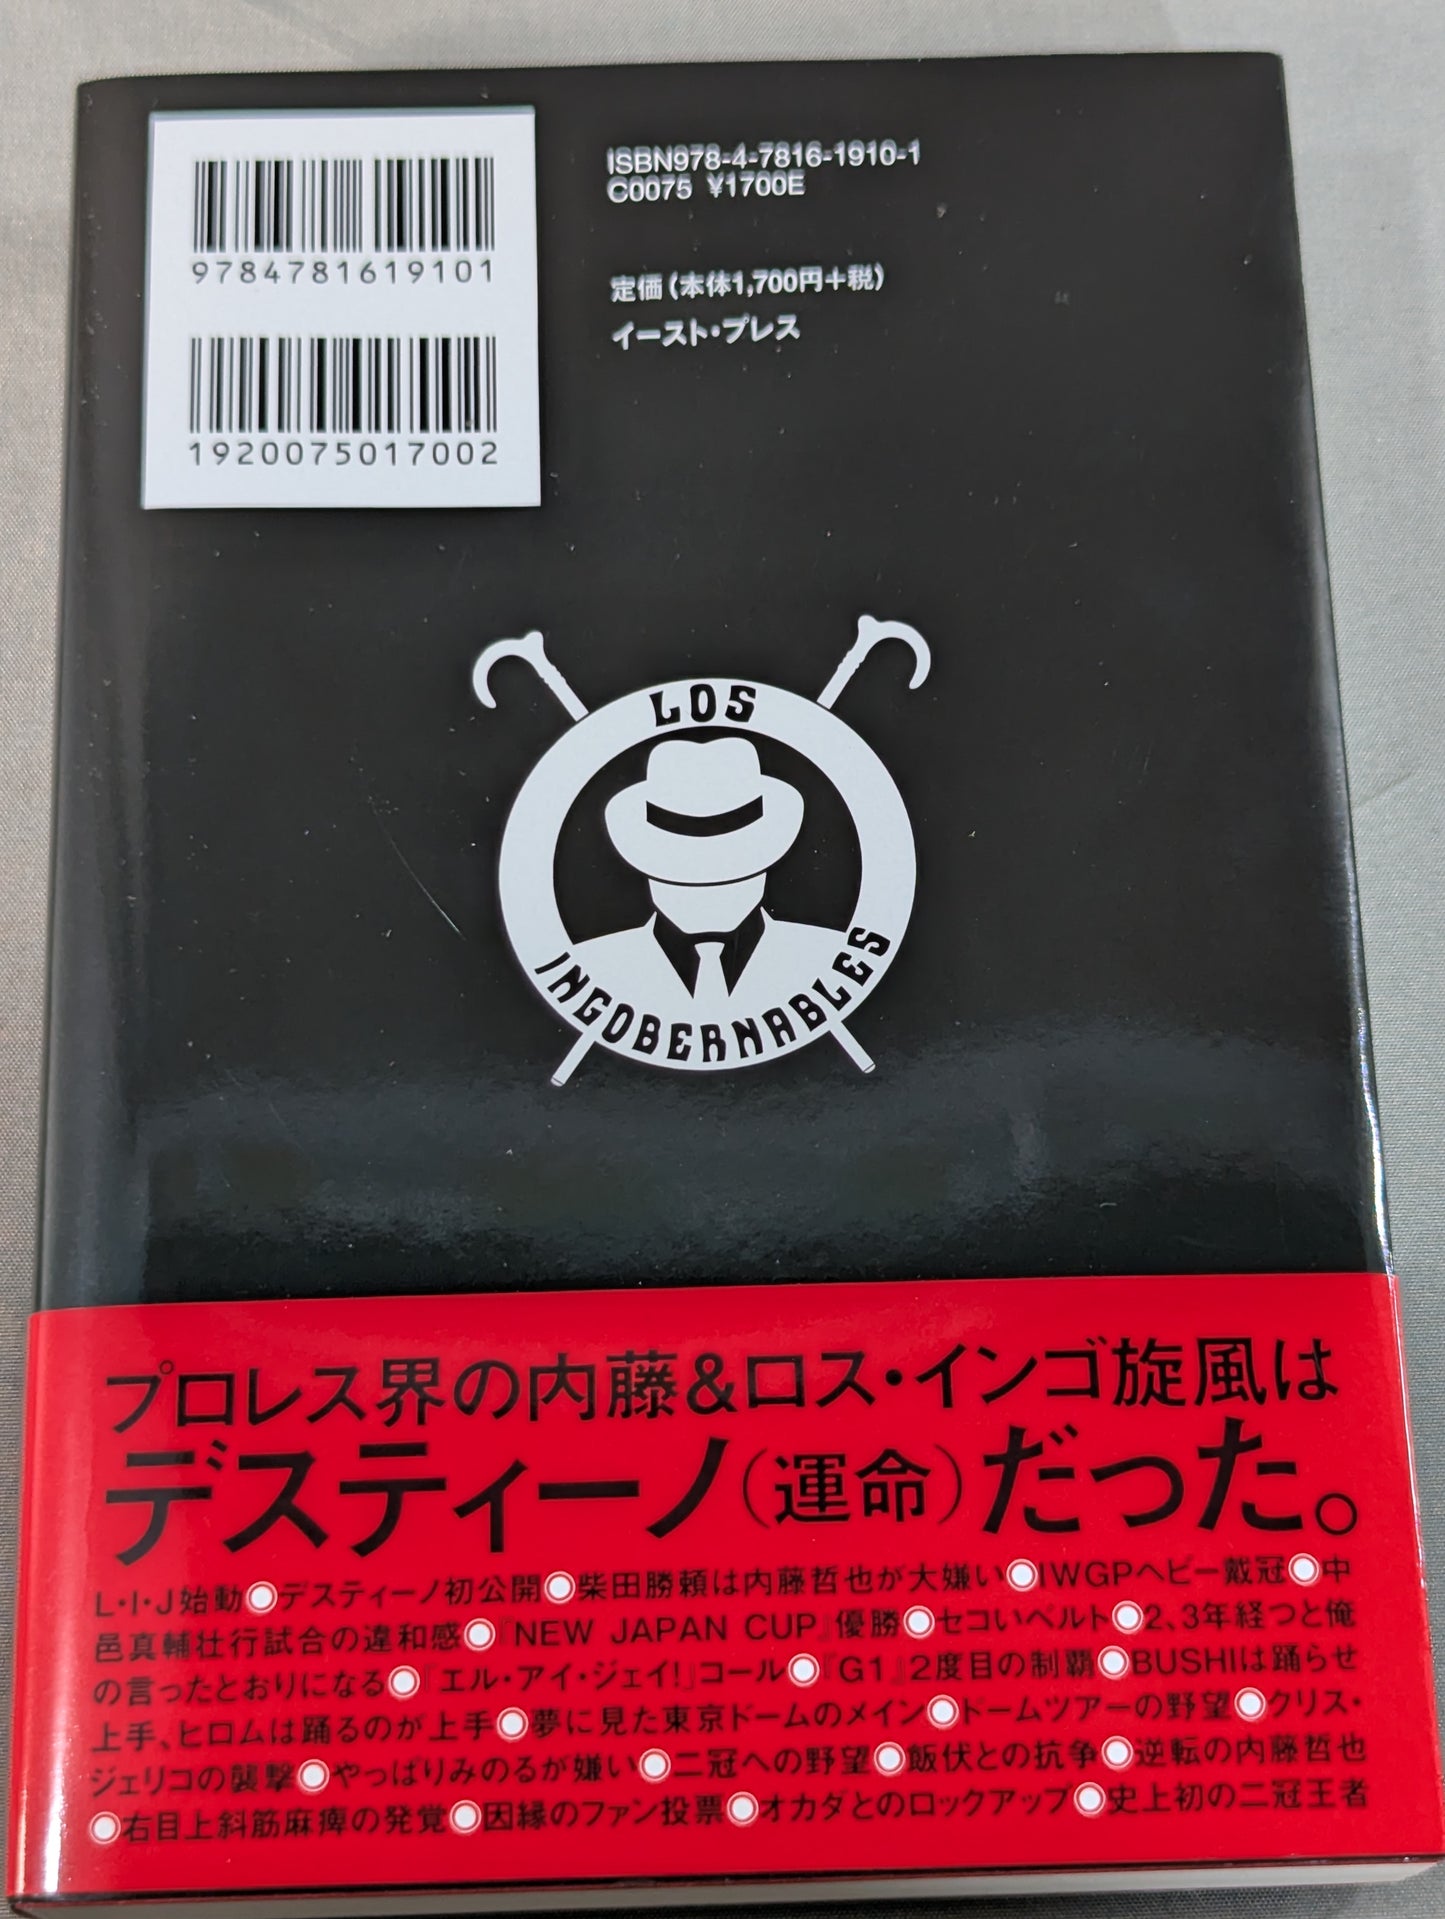 9784781619101
1920075017002
ISBN978-4-7816-1910-1
C0075 ¥1700E
定価（本体1,700円＋税）
イースト・プレス
LOS
INGOBERNABLES
プロレス界の内藤&ロス・インゴ旋風は
デスティーノ（運命）だった。
L・I・J始動◉デスティーノ初公開◉柴田勝頼は内藤哲也が大嫌い◉IWGPヘビー戴冠◉中
邑真輔壮行試合の違和感◉『NEW JAPAN CUP』優勝◉セコいベルト◉2、3年経つと俺
の言ったとおりになる◉「エル・アイ・ジェイ!」コール◉『G1』2度目の制覇◉BUSHIは踊らせ
上手、ヒロムは踊るのが上手◉夢に見た東京ドームのメイン◉ドームツアーの野望◉クリス・
ジェリコの襲撃◉やっぱりみのるが嫌い◉二冠への野望◉飯伏との抗争◉逆転の内藤哲也
◉右目上斜筋麻痺の発覚◉因縁のファン投票◉オカダとのロックアップ◉史上初の二冠王者